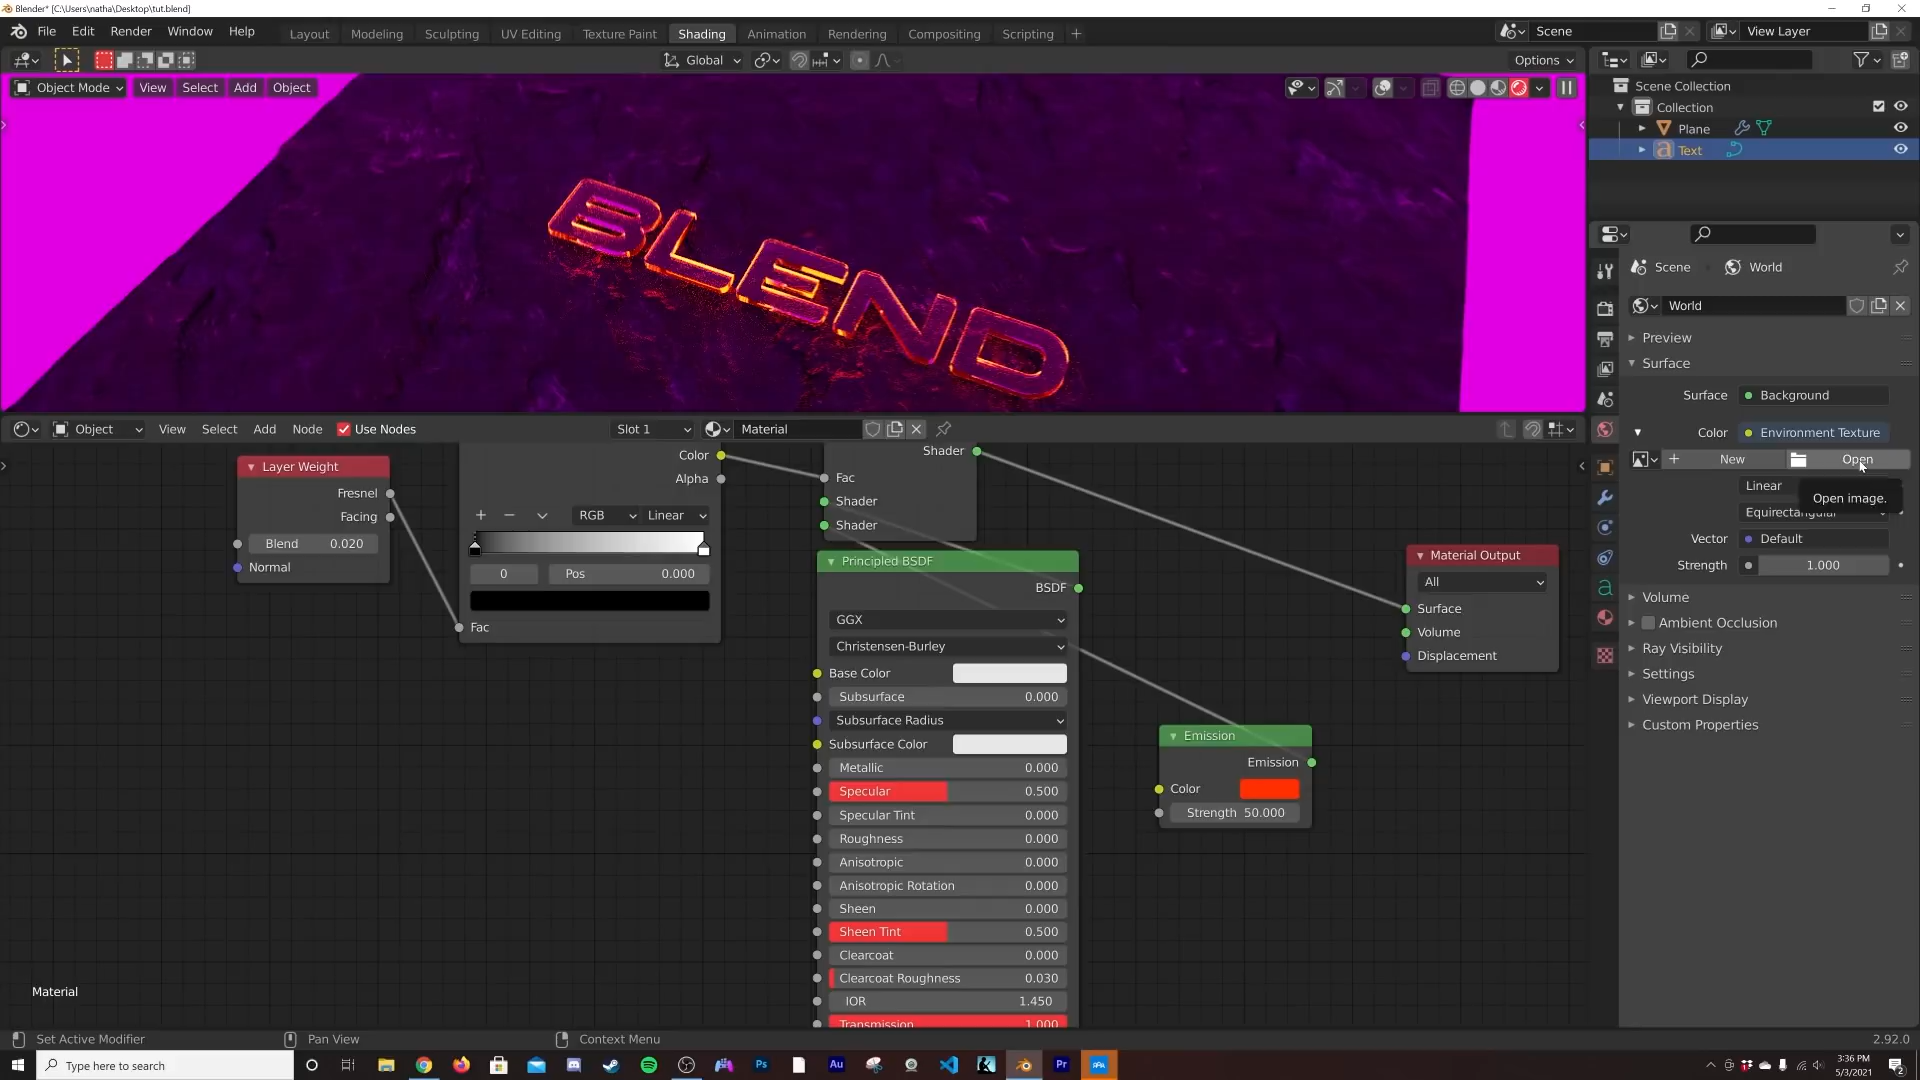 Blender* [C:\Users\natha\Desktop\tut.blend]
File Edit Render Window Help Layout Modeling Sculpting UV Editing Texture Paint Shading Animation Rendering Compositing Scripting + Scene View Layer
Global Options
Object Mode View Select Add Object
Scene Collection
Collection
Plane
Text
BLEND
Scene World
World
Preview
Surface
Surface Background
Color Environment Texture
New Open
Linear
Open image.
Equirectangular
Vector Default
Strength 1.000
Volume
Ambient Occlusion
Ray Visibility
Settings
Viewport Display
Custom Properties
Object View Select Add Node Use Nodes Slot 1 Material
Layer Weight
Fresnel
Facing
Blend 0.020
Normal
Color
Alpha
RGB Linear
0 Pos 0.000
Fac
Shader
Fac
Shader
Shader
Principled BSDF
BSDF
GGX
Christensen-Burley
Base Color
Subsurface 0.000
Subsurface Radius
Subsurface Color
Metallic 0.000
Specular 0.500
Specular Tint 0.000
Roughness 0.000
Anisotropic 0.000
Anisotropic Rotation 0.000
Sheen 0.000
Sheen Tint 0.500
Clearcoat 0.000
Clearcoat Roughness 0.030
IOR 1.450
Transmission 1.000
Emission
Emission
Color
Strength 50.000
Material Output
All
Surface
Volume
Displacement
Material
Set Active Modifier Pan View Context Menu 2.92.0
Type here to search
Ps
Au
Pr
3:36 PM
5/3/2021
2